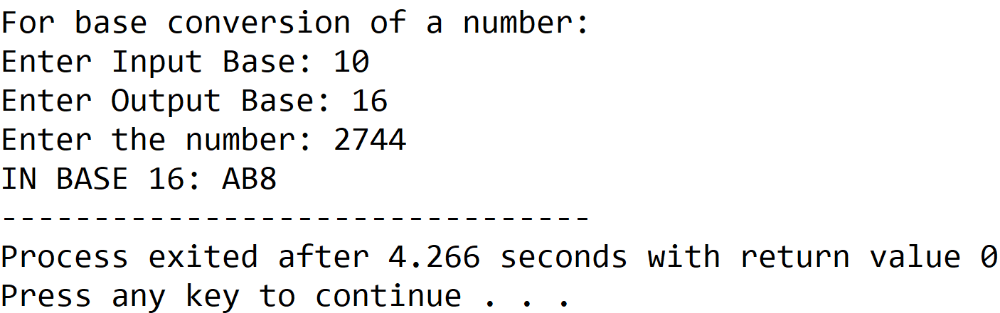 For base conversion of a number:
Enter Input Base: 10
Enter Output Base: 16
Enter the number: 2744
IN BASE 16: AB8
--------------------------------
Process exited after 4.266 seconds with return value 0
Press any key to continue . . .